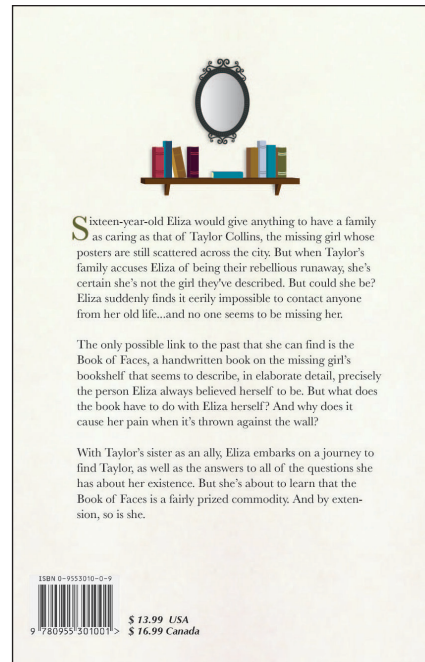 Sixteen-year-old Eliza would give anything to have a family
as caring as that of Taylor Collins, the missing girl whose
posters are still scattered across the city. But when Taylor's
family accuses Eliza of being their rebellious runaway, she's
certain she's not the girl they've described. But could she be?
Eliza suddenly finds it eerily impossible to contact anyone
from her old life...and no one seems to be missing her.
The only possible link to the past that she can find is the
Book of Faces, a handwritten book on the missing girl's
bookshelf that seems to describe, in elaborate detail, precisely
the person Eliza always believed herself to be. But what does
the book have to do with Eliza herself? And why does it
cause her pain when it's thrown against the wall?
With Taylor's sister as an ally, Eliza embarks on a journey to
find Taylor, as well as the answers to all of the questions she
has about her existence. But she's about to learn that the
Book of Faces is a fairly prized commodity. And by exten-
sion, so is she.
ISBN 0-9553010-0-9
9 780955 301001 >
$ 13.99 USA
$ 16.99 Canada